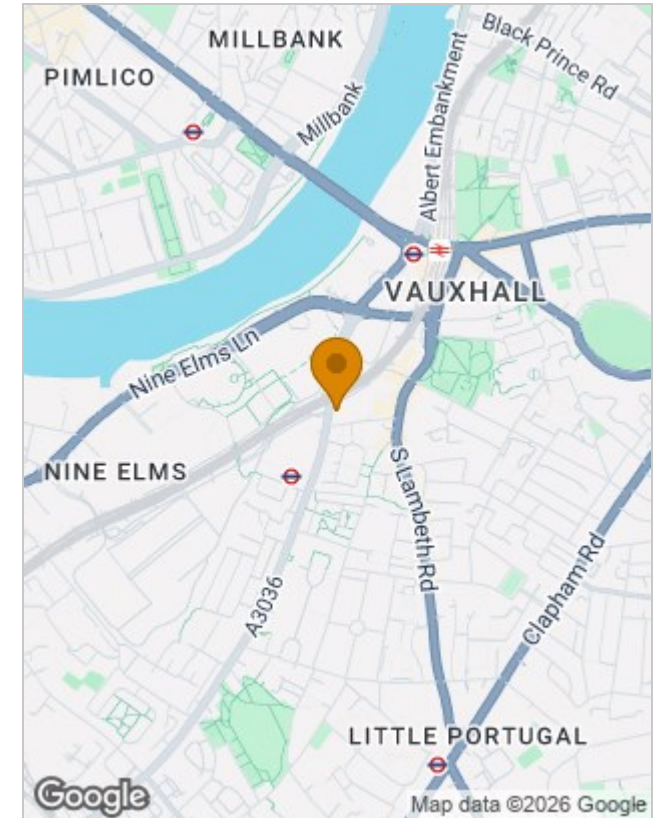 MILLBANK
Black Prince Rd
PIMLICO
Millbank
Albert Embankment
VAUXHALL
Nine Elms Ln
NINE ELMS
S Lambeth Rd
A3036
Clapham Rd
LITTLE PORTUGAL
Google
Map data ©2026 Google